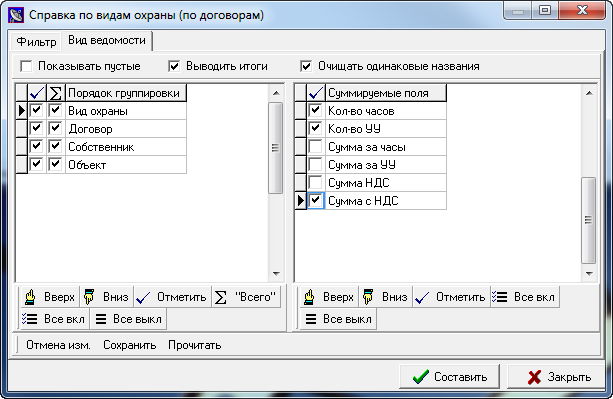 Справка по видам охраны (по договорам)
Фильтр Вид ведомости
Показывать пустые Выводить итоги Очищать одинаковые названия
Σ Порядок группировки
Вид охраны
Договор
Собственник
Объект
Вверх Вниз Отметить Σ "Всего"
Все вкл Все выкл
Суммируемые поля
Кол-во часов
Кол-во УУ
Сумма за часы
Сумма за УУ
Сумма НДС
Сумма с НДС
Вверх Вниз Отметить Все вкл
Все выкл
Отмена изм. Сохранить Прочитать
Составить Закрыть